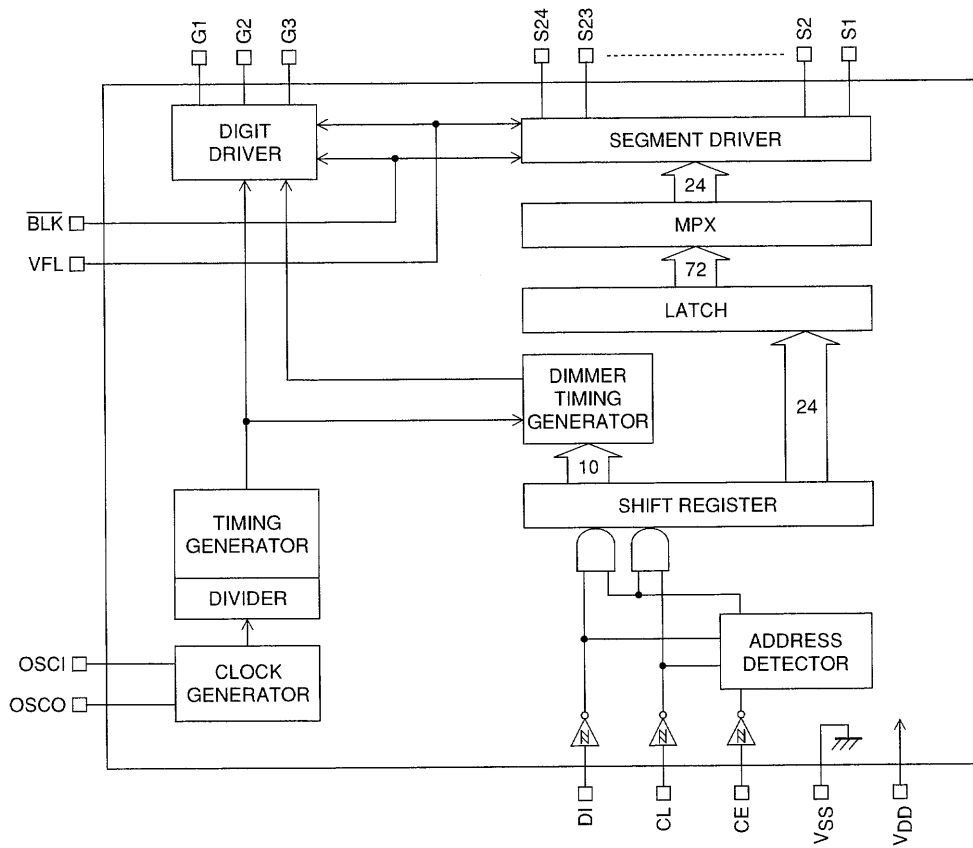 G1
G2
G3
S24
S23
S2
S1
DIGIT
DRIVER
SEGMENT DRIVER
24
BLK
MPX
VFL
72
LATCH
DIMMER
TIMING
GENERATOR
24
10
SHIFT REGISTER
TIMING
GENERATOR
DIVIDER
ADDRESS
DETECTOR
OSCI
CLOCK
GENERATOR
OSCO
DI
CL
CE
VSS
VDD